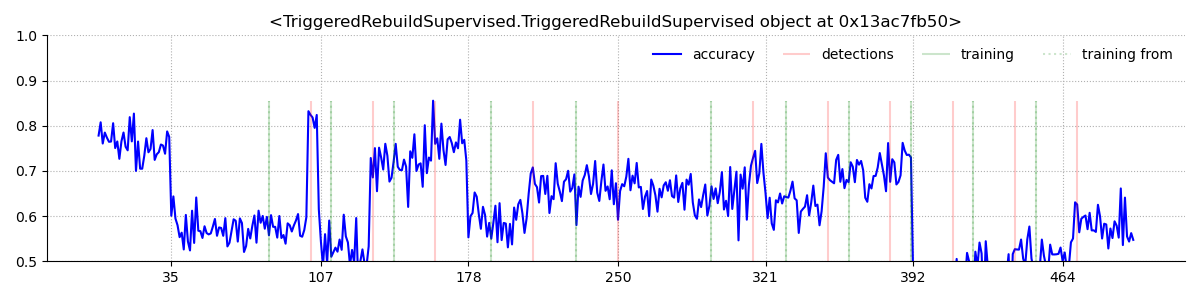 <TriggeredRebuildSupervised.TriggeredRebuildSupervised object at 0x13ac7fb50>
accuracy detections training training from
1.0
0.9
0.8
0.7
0.6
0.5
35 107 178 250 321 392 464